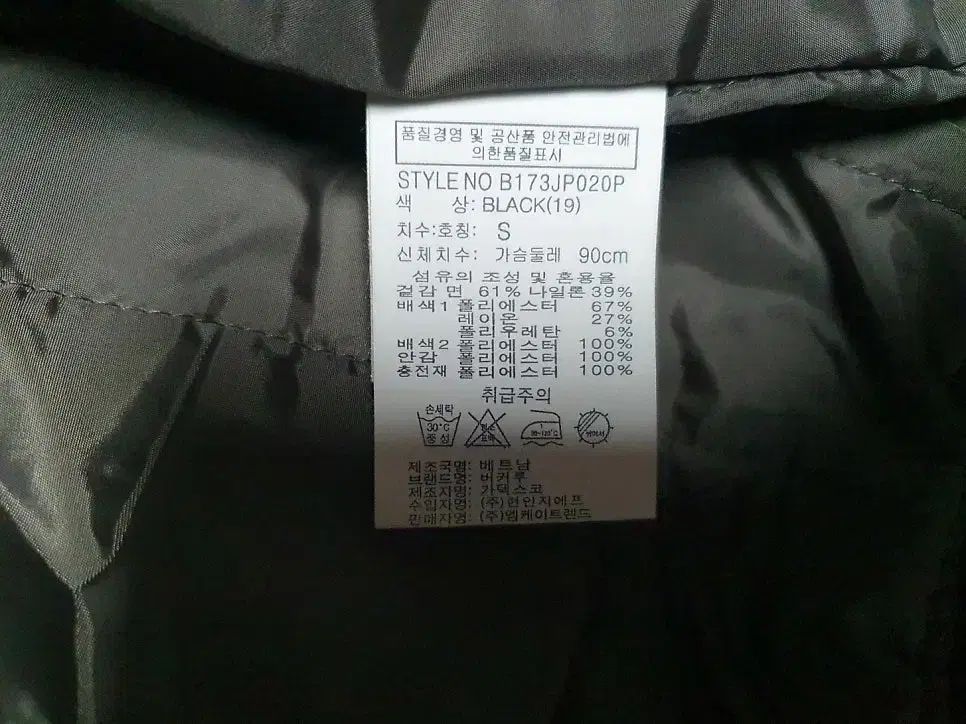 품질경영 및 공산품 안전관리법에
의한품질표시
STYLE NO B173JP020P
색 상: BLACK(19)
치수:호칭: S
신체치수: 가슴둘레 90cm
섬유의 조성 및 혼용율
겉감 면 61% 나일론 39%
배색1 폴리에스터 67%
레이온 27%
폴리우레탄 6%
배색2 폴리에스터 100%
안감 폴리에스터 100%
충전재 폴리에스터 100%
취급주의
손세탁
30°C
중성
제조국명: 베트남
브랜드명: 버커루
제조자명: 가텍스코
수입자명: (주)현인지에프
판매자명: (주)엠케이트렌드